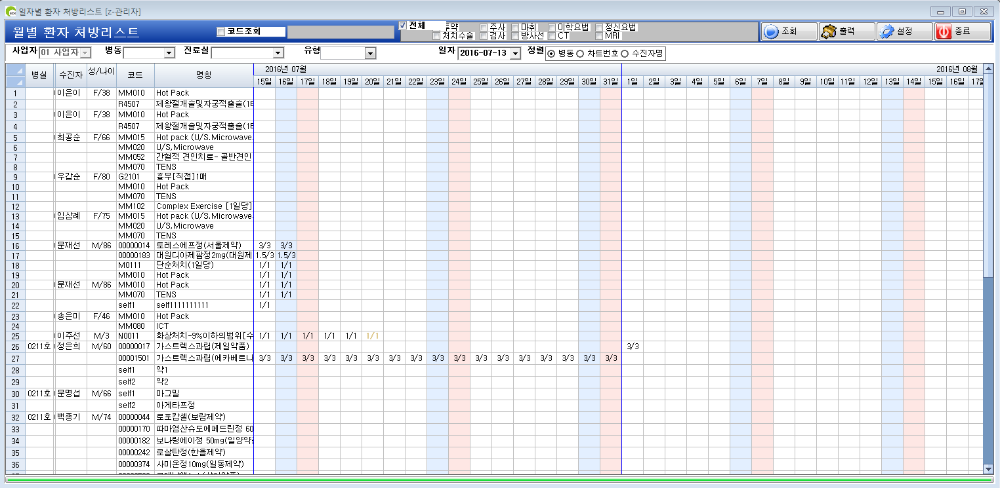 일자별 환자 처방리스트 [z-관리자]
월별 환자 처방리스트 코드조회 전체 투약 주사 마취 이학요법 정신요법 조회 출력 설정 종료
처치수술 검사 방사선 CT MRI
사업자 01 사업자 병동 진료실 유형 일자 2016-07-13 정렬 병동 차트번호 수진자명
병실 수진자 성/나이 코드 명칭 2016년 07월 2016년 08월
15일 16일 17일 18일 19일 20일 21일 22일 23일 24일 25일 26일 27일 28일 29일 30일 31일 1일 2일 3일 4일 5일 6일 7일 8일 9일 10일 11일 12일 13일 14일 15일 16일 17일
1 이은이 F/38 MM010 Hot Pack
2 R4507 제왕절개술및자궁적출술(1태
3 이은이 F/38 MM010 Hot Pack
4 R4507 제왕절개술및자궁적출술(1태
5 최공순 F/66 MM015 Hot pack (U/S.Microwave.
6 MM020 U/S,Microwave
7 MM052 간헐적 견인치료- 골반견인
8 MM070 TENS
9 우갑순 F/80 G2101 흉부[직접]1매
10 MM010 Hot Pack
11 MM070 TENS
12 MM102 Complex Exercise [1일당]
13 임삼례 F/75 MM015 Hot pack (U/S.Microwave.
14 MM020 U/S,Microwave
15 MM070 TENS
16 문재선 M/86 00000014 토레스에프정(서울제약) 3/3 3/3
17 00000183 대원디아제팜정2mg(대원제 1.5/3 1.5/3
18 M0111 단순처치(1일당) 1/1 1/1
19 MM010 Hot Pack 1/1 1/1
20 문재선 M/86 MM010 Hot Pack 1/1 1/1
21 MM070 TENS 1/1 1/1
22 self1 self1111111111 1/1
23 송은미 F/46 MM010 Hot Pack
24 MM080 ICT
25 이주선 M/3 N0011 화상처치-9%이하의범위[수 1/1 1/1 1/1 1/1 1/1 1/1
26 0211호 정은희 M/60 00000017 가스트렉스과립(제일약품) 3/3
27 00001501 가스트렉스과립(에카베트나 3/3 3/3 3/3 3/3 3/3 3/3 3/3 3/3 3/3 3/3 3/3 3/3 3/3 3/3 3/3 3/3 3/3
28 self1 약1
29 self2 약2
30 0211호 문명섭 M/66 self1 마그밀
31 self2 아게타프정
32 0211호 백종기 M/74 00000044 로포캅셀(보람제약)
33 00000170 파마염산슈도에페드린정 60
34 00000182 보나링에이정 50mg(일양약품
35 00000242 로살탄정(한올제약)
36 00000374 사미온정10mg(일동제약)